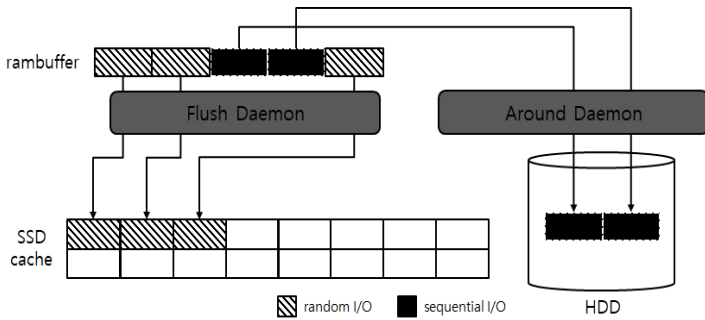 rambuffer
Flush Daemon
Around Daemon
SSD
cache
random I/O
sequential I/O
HDD